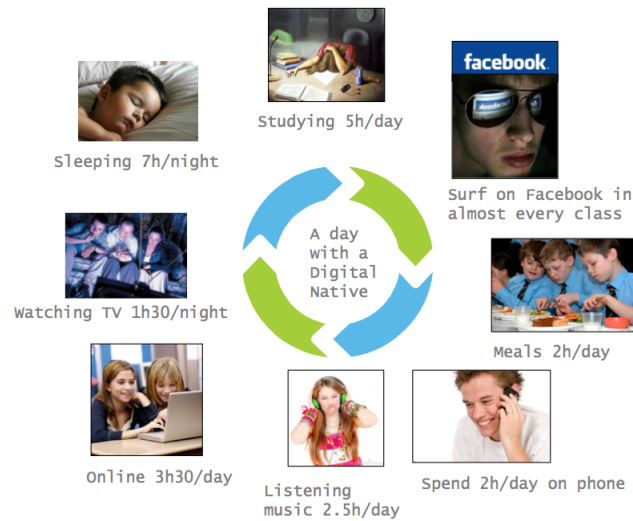 facebook.
Studying 5h/day
Sleeping 7h/night
Surf on Facebook in
almost every class
A day
with a
Digital
Native
Watching TV 1h30/night
Meals 2h/day
Online 3h30/day
Spend 2h/day on phone
Listening
music 2.5h/day